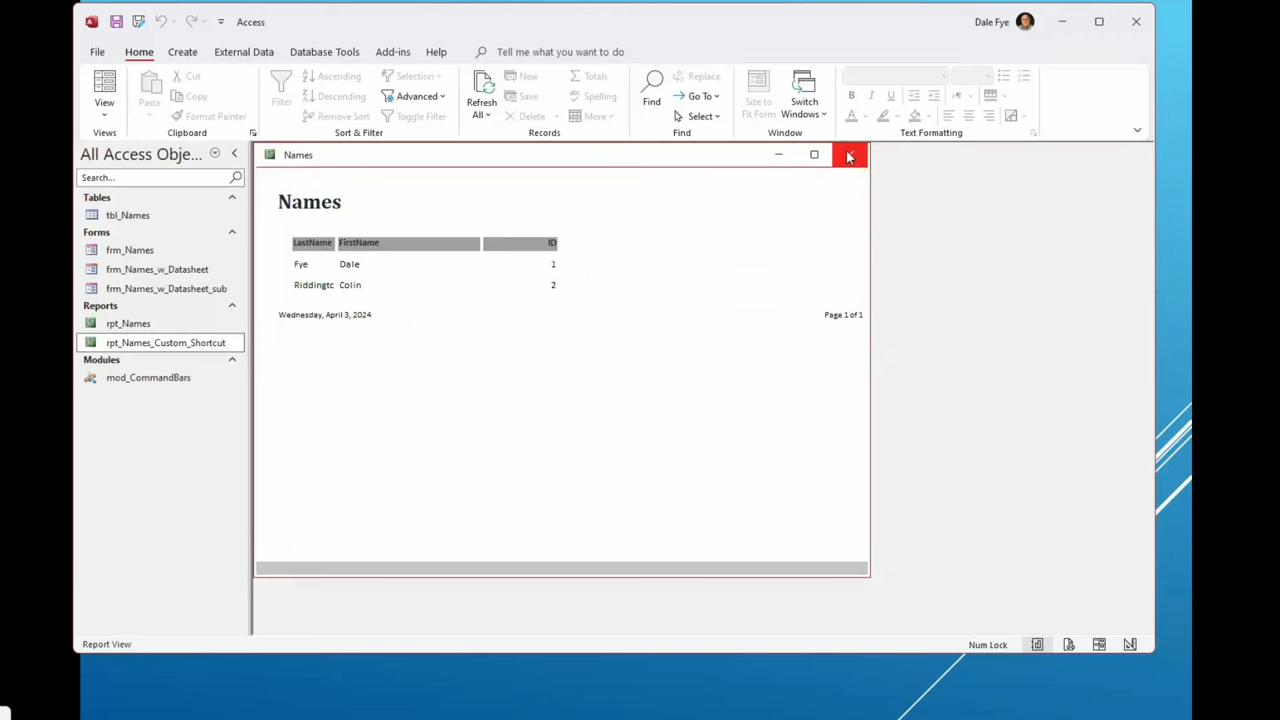 Access
Dale Fye
File Home Create External Data Database Tools Add-ins Help Tell me what you want to do
View
Views
Paste
Cut
Copy
Format Painter
Clipboard
Filter
Ascending
Descending
Remove Sort
Selection
Advanced
Toggle Filter
Sort & Filter
Refresh
All
New
Save
Delete
Totals
Spelling
More
Records
Find
Replace
Go To
Select
Find
Size to
Fit Form
Switch
Windows
Window
B I U
A
Text Formatting
All Access Obje...
Search...
Tables
tbl_Names
Forms
frm_Names
frm_Names_w_Datasheet
frm_Names_w_Datasheet_sub
Reports
rpt_Names
rpt_Names_Custom_Shortcut
Modules
mod_CommandBars
Names
Names
LastName FirstName ID
Fye Dale 1
Riddingtc Colin 2
Wednesday, April 3, 2024 Page 1 of 1
Report View
Num Lock